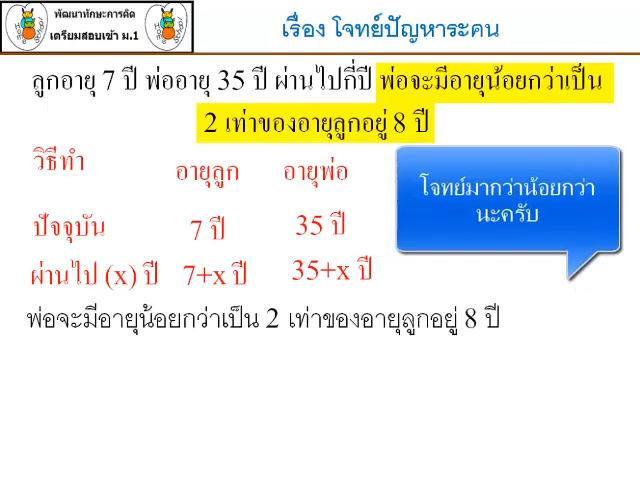 พัฒนาทักษะการคิด
เตรียมสอบเข้า ม.1
เรื่อง โจทย์ปัญหาระคน
ลูกอายุ 7 ปี พ่ออายุ 35 ปี ผ่านไปกี่ปี พ่อจะมีอายุน้อยกว่าเป็น
2 เท่าของอายุลูกอยู่ 8 ปี
วิธีทำ
อายุลูก อายุพ่อ
ปัจจุบัน 7 ปี 35 ปี
ผ่านไป (x) ปี 7+x ปี 35+x ปี
โจทย์มากว่าน้อยกว่า
นะครับ
พ่อจะมีอายุน้อยกว่าเป็น 2 เท่าของอายุลูกอยู่ 8 ปี